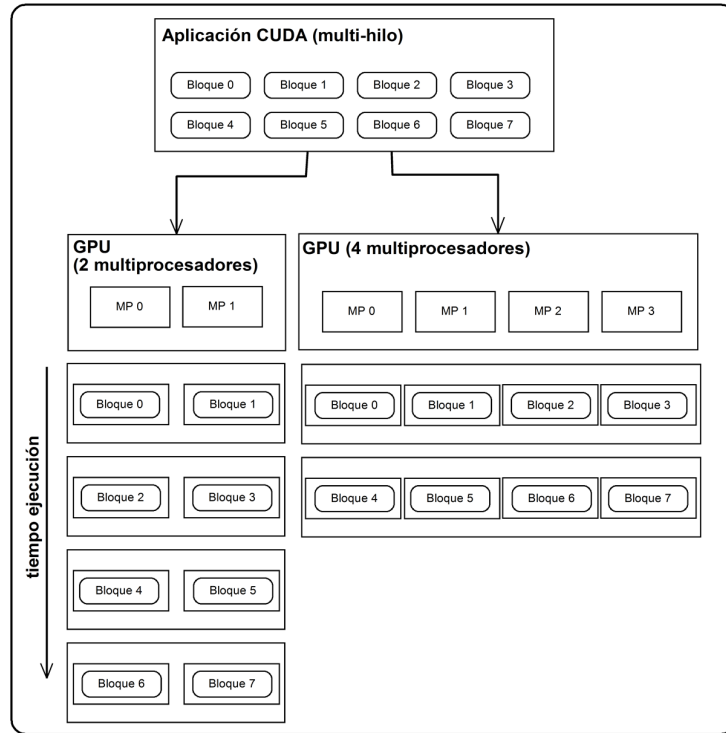 Aplicación CUDA (multi-hilo)
Bloque 0 Bloque 1 Bloque 2 Bloque 3
Bloque 4 Bloque 5 Bloque 6 Bloque 7
GPU
(2 multiprocesadores)
MP 0 MP 1
GPU (4 multiprocesadores)
MP 0 MP 1 MP 2 MP 3
tiempo ejecución
Bloque 0 Bloque 1
Bloque 2 Bloque 3
Bloque 4 Bloque 5
Bloque 6 Bloque 7
Bloque 0 Bloque 1 Bloque 2 Bloque 3
Bloque 4 Bloque 5 Bloque 6 Bloque 7